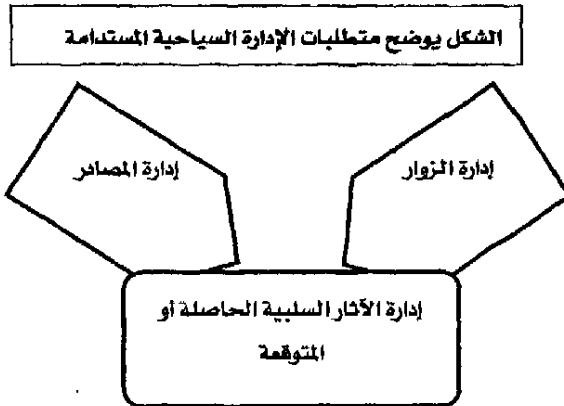 الشكل يوضح متطلبات الإدارة السياحية المستدامة
إدارة الزوار
إدارة المصادر
إدارة الآثار السلبية الحاصلة أو
المتوقعة